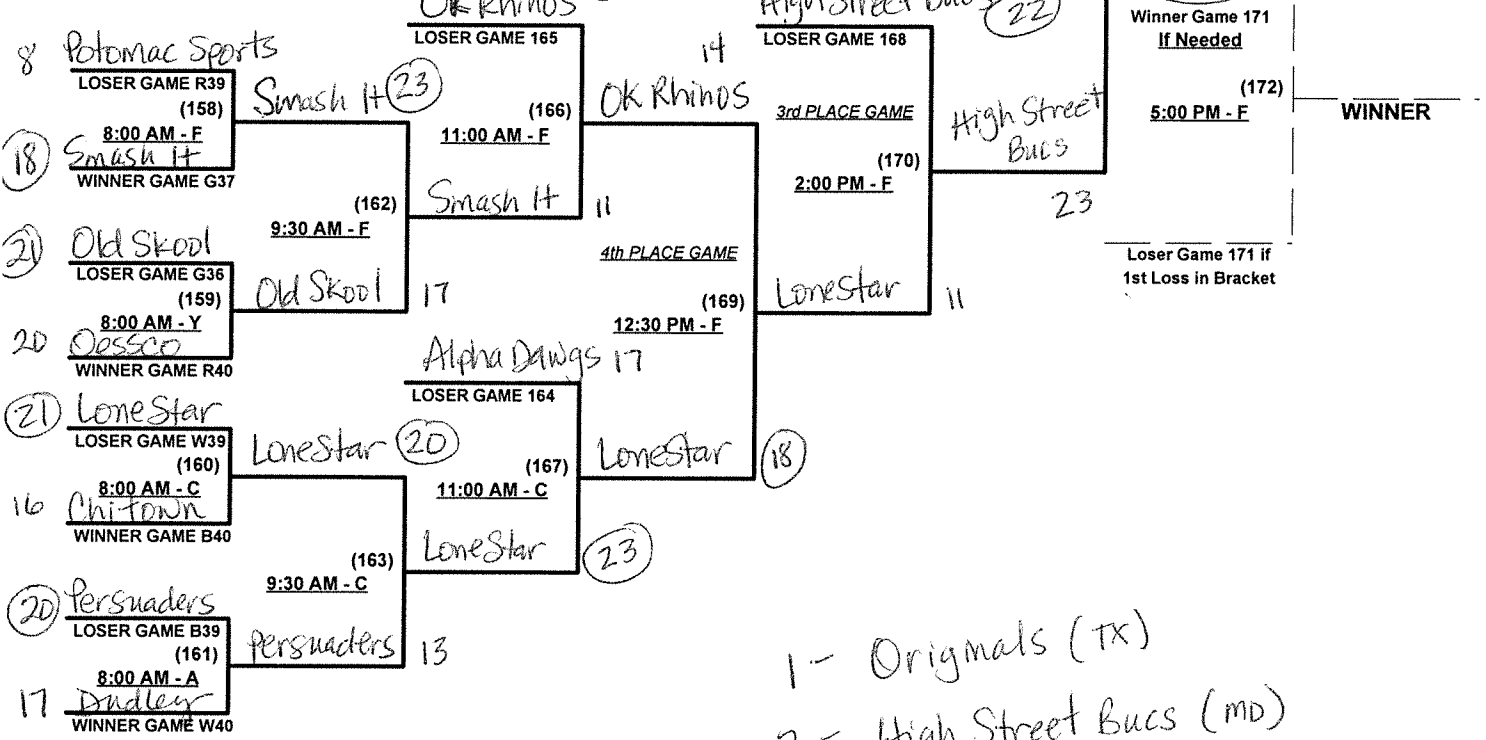 OK Rhinos
LOSER GAME 165
High Street Bucs
22
LOSER GAME 168
Winner Game 171
If Needed
(172)
5:00 PM - F
WINNER
Loser Game 171 if
1st Loss in Bracket
8 Potomac Sports
LOSER GAME R39
(158)
8:00 AM - F
18 Smash It
WINNER GAME G37
Smash It 23
(162)
9:30 AM - F
Old Skool 17
21 Old Skool
LOSER GAME G36
(159)
8:00 AM - Y
20 Oessco
WINNER GAME R40
(166)
11:00 AM - F
Smash It 11
14
OK Rhinos
4th PLACE GAME
(169)
12:30 PM - F
3rd PLACE GAME
(170)
2:00 PM - F
LoneStar 11
High Street
Bucs
23
21 LoneStar
LOSER GAME W39
(160)
8:00 AM - C
16 Chitown
WINNER GAME B40
LoneStar 20
(163)
9:30 AM - C
Persuaders 13
20 Persuaders
LOSER GAME B39
(161)
8:00 AM - A
17 Dudley
WINNER GAME W40
Alpha Dawgs 17
LOSER GAME 164
(167)
11:00 AM - C
LoneStar 23
LoneStar 18
1 - Originals (TX)
2 - High Street Bucs (MD)